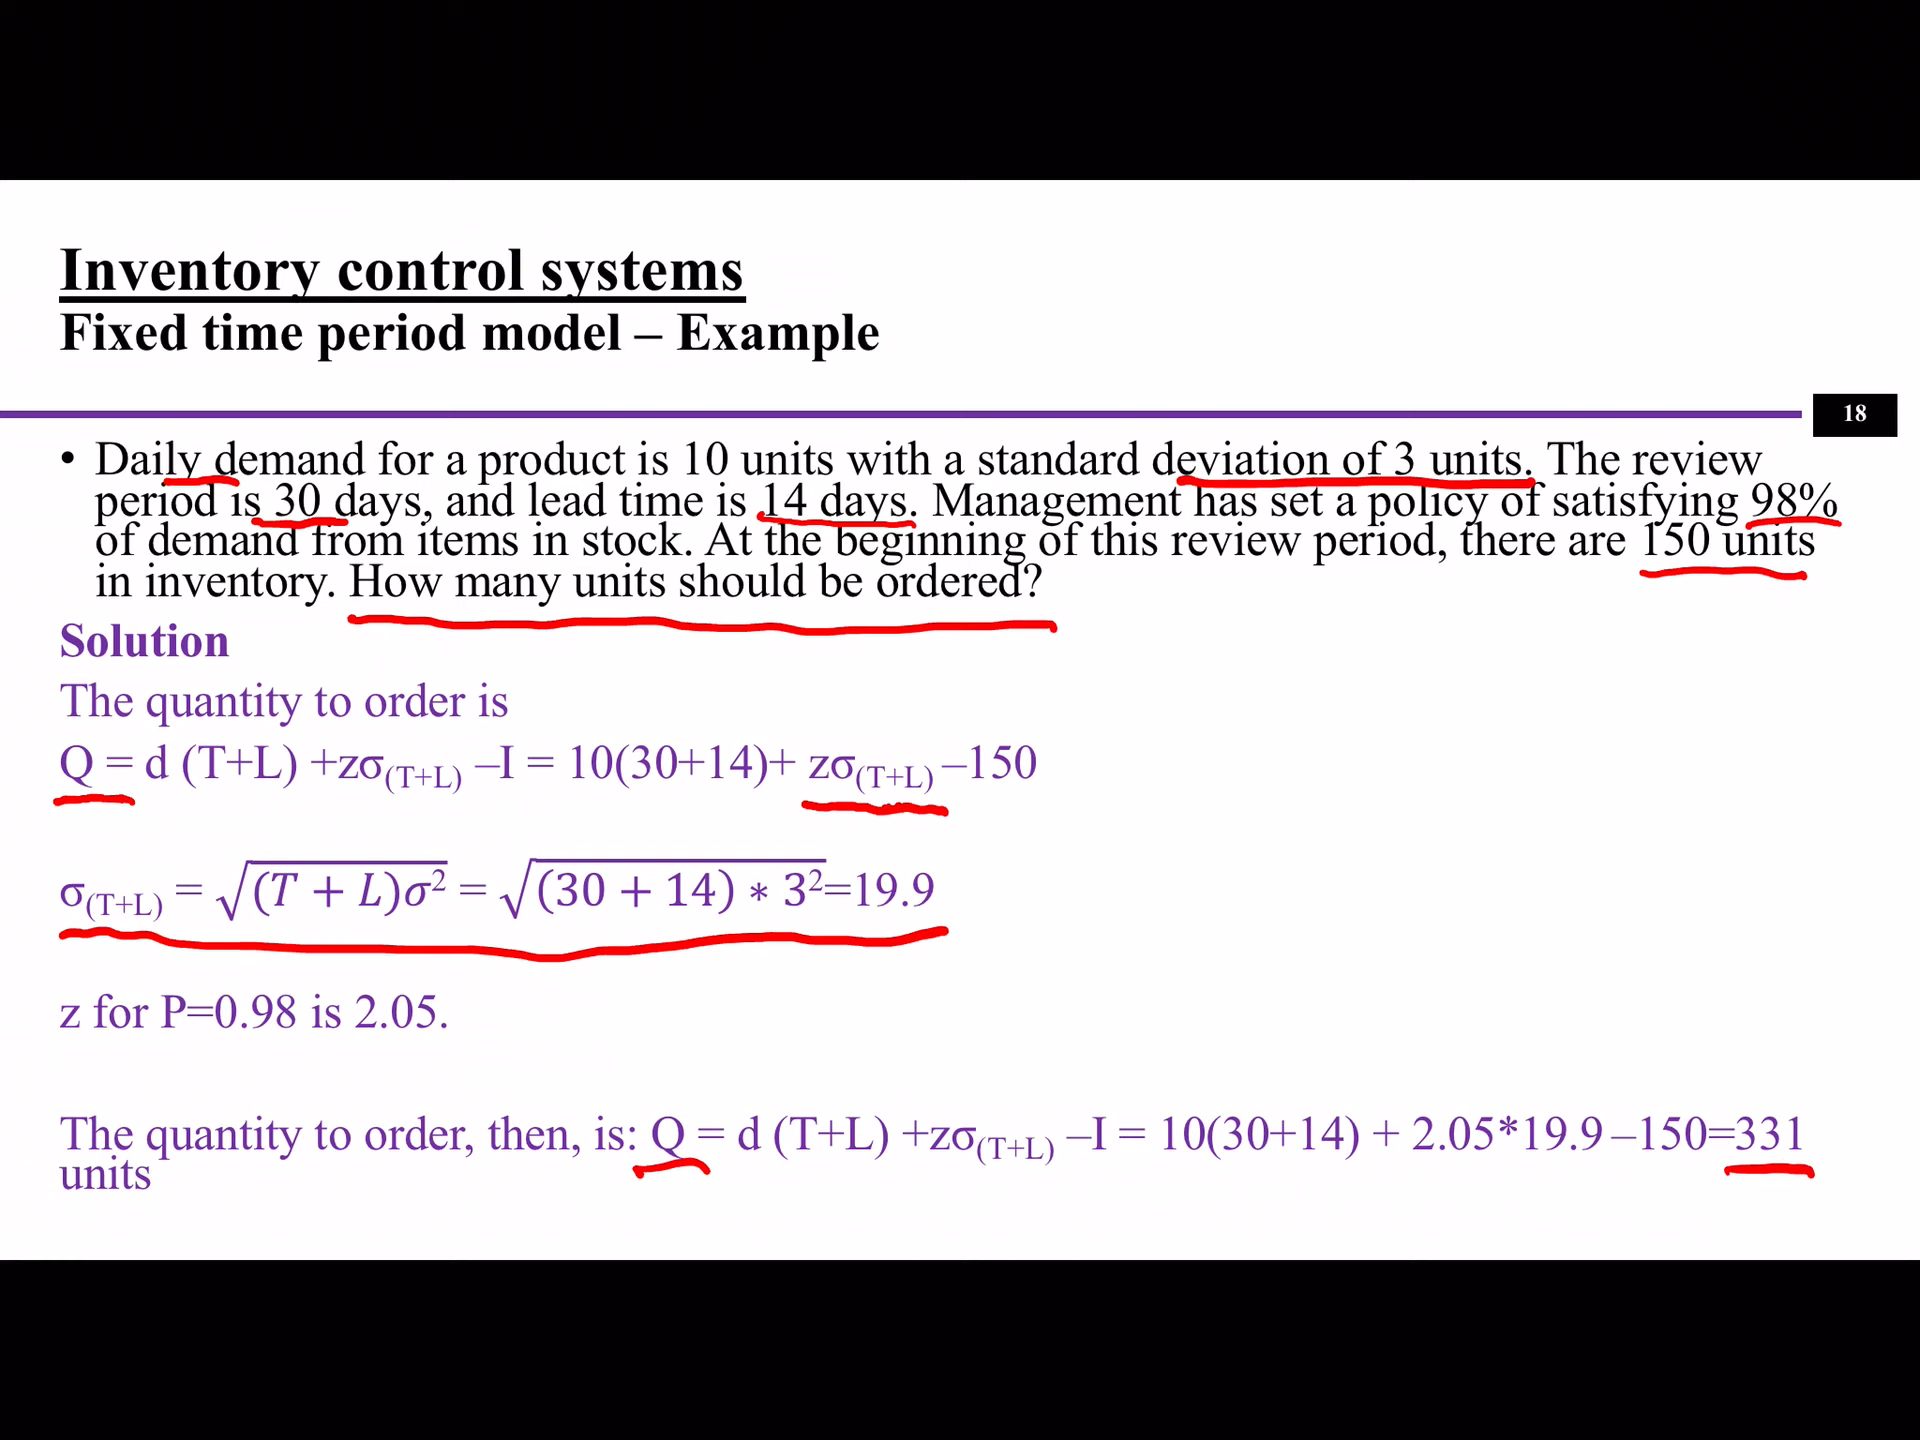 Inventory control systems
Fixed time period model – Example
18
• Daily demand for a product is 10 units with a standard deviation of 3 units. The review
period is 30 days, and lead time is 14 days. Management has set a policy of satisfying 98%
of demand from items in stock. At the beginning of this review period, there are 150 units
in inventory. How many units should be ordered?
Solution
The quantity to order is
Q = d (T+L) +zσ(T+L) –I = 10(30+14)+ zσ(T+L) –150
σ(T+L) = √(T + L)σ² = √(30 + 14) ∗ 3²=19.9
z for P=0.98 is 2.05.
The quantity to order, then, is: Q = d (T+L) +zσ(T+L) –I = 10(30+14) + 2.05*19.9 –150=331
units